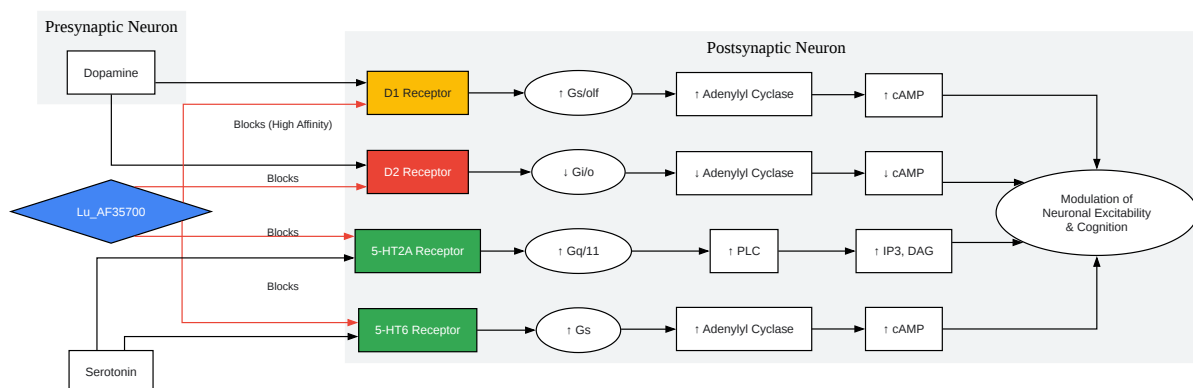 Presynaptic Neuron
Dopamine
Postsynaptic Neuron
D1 Receptor
↑ Gs/olf
↑ Adenylyl Cyclase
↑ cAMP
Blocks (High Affinity)
D2 Receptor
↓ Gi/o
↓ Adenylyl Cyclase
↓ cAMP
Blocks
Lu_AF35700
Modulation of
Neuronal Excitability
& Cognition
Blocks
5-HT2A Receptor
↑ Gq/11
↑ PLC
↑ IP3, DAG
Blocks
5-HT6 Receptor
↑ Gs
↑ Adenylyl Cyclase
↑ cAMP
Serotonin